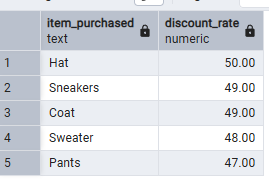 item_purchased discount_rate
text numeric
1 Hat 50.00
2 Sneakers 49.00
3 Coat 49.00
4 Sweater 48.00
5 Pants 47.00